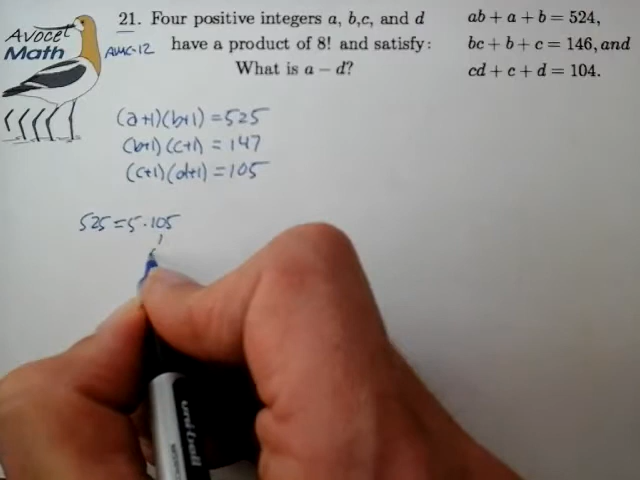 Avocet
Math
AMC-12
21. Four positive integers a, b,c, and d
have a product of 8! and satisfy:
What is a − d?
ab + a + b = 524,
bc + b + c = 146, and
cd + c + d = 104.
(a+1)(b+1) = 525
(b+1)(c+1) = 147
(c+1)(d+1) = 105
525 = 5·105
uni-ball